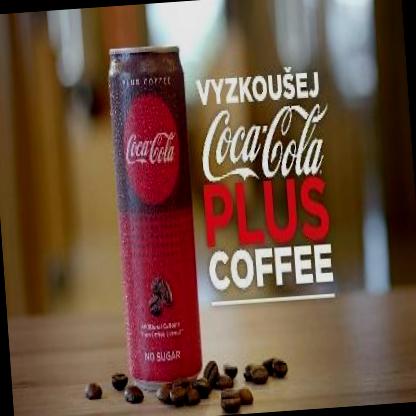 PLUS COFFEE
Coca-Cola
NO SUGAR
VYZKOUŠEJ
Coca-Cola
PLUS
COFFEE